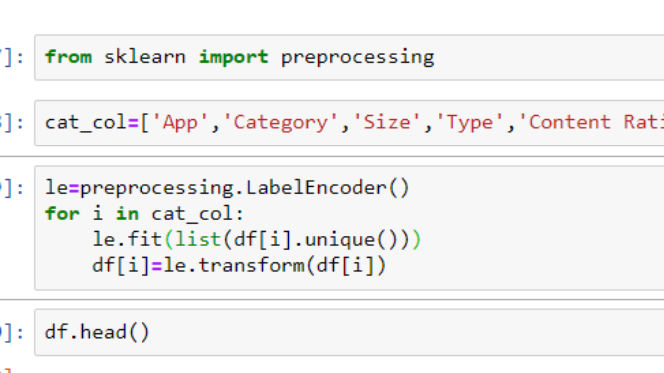 ]: from sklearn import preprocessing
]: cat_col=['App','Category','Size','Type','Content Rati
]: le=preprocessing.LabelEncoder()
for i in cat_col:
    le.fit(list(df[i].unique()))
    df[i]=le.transform(df[i])
]: df.head()